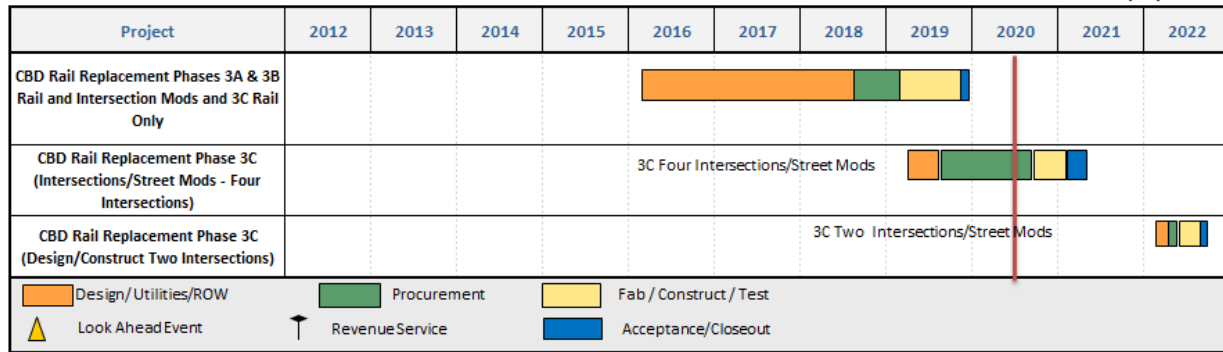 Project 2012 2013 2014 2015 2016 2017 2018 2019 2020 2021 2022
CBD Rail Replacement Phases 3A & 3B
Rail and Intersection Mods and 3C Rail
Only
CBD Rail Replacement Phase 3C
(Intersections/Street Mods - Four
Intersections)
3C Four Intersections/Street Mods
CBD Rail Replacement Phase 3C
(Design/Construct Two Intersections)
3C Two Intersections/Street Mods
Design/Utilities/ROW Procurement Fab / Construct / Test
Look Ahead Event Revenue Service Acceptance/Closeout